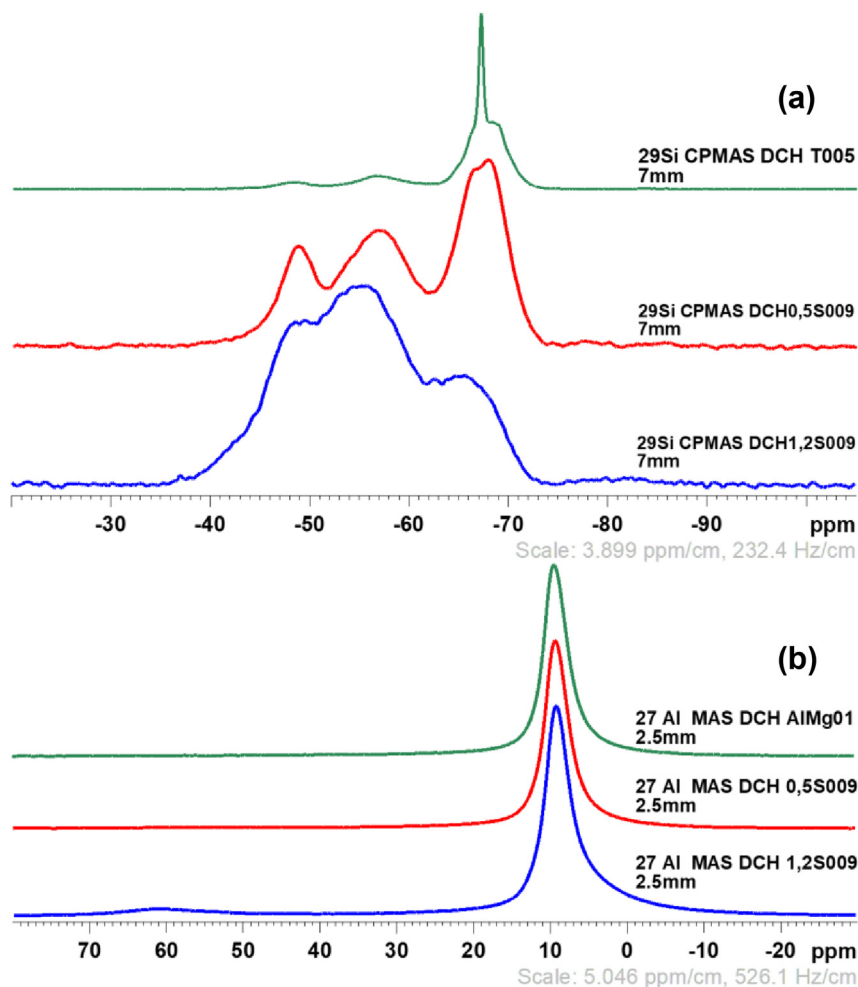 (a)
29Si CPMAS DCH T005
7mm
29Si CPMAS DCH0,5S009
7mm
29Si CPMAS DCH1,2S009
7mm
-30 -40 -50 -60 -70 -80 -90 ppm
Scale: 3.899 ppm/cm, 232.4 Hz/cm
(b)
27 Al MAS DCH AlMg01
2.5mm
27 Al MAS DCH 0,5S009
2.5mm
27 Al MAS DCH 1,2S009
2.5mm
70 60 50 40 30 20 10 0 -10 -20 ppm
Scale: 5.046 ppm/cm, 526.1 Hz/cm